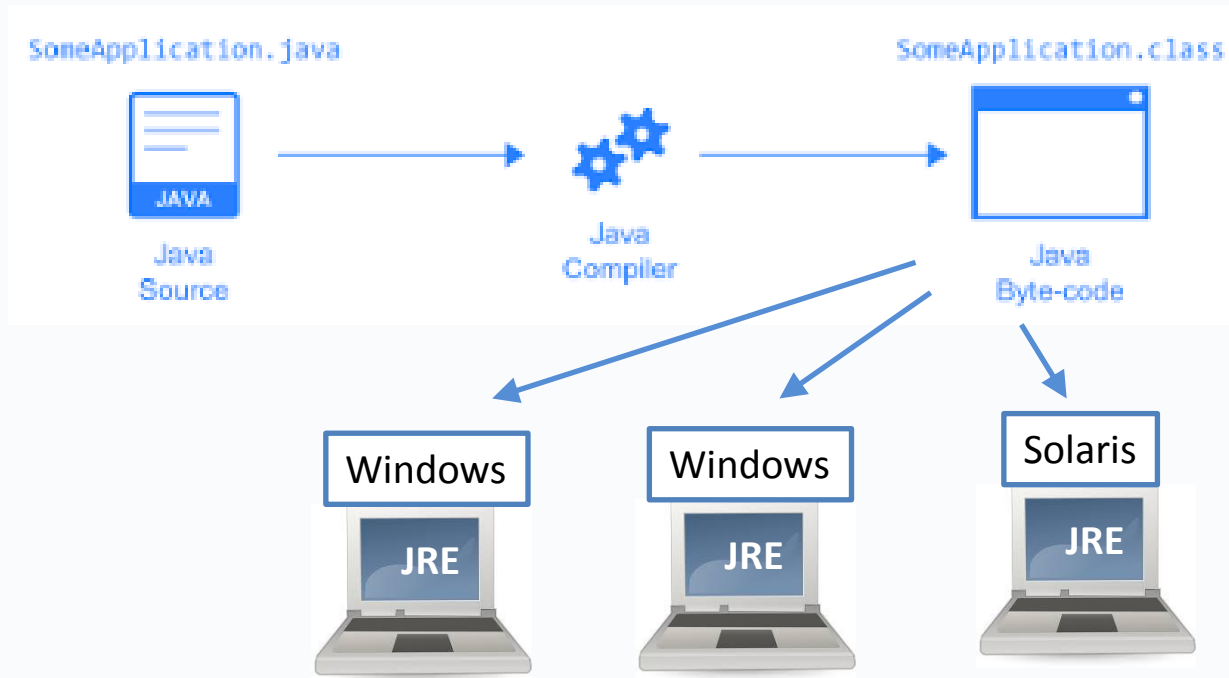 SomeApplication.java
SomeApplication.class
JAVA
Java
Source
Java
Compiler
Java
Byte-code
Windows
Windows
Solaris
JRE
JRE
JRE